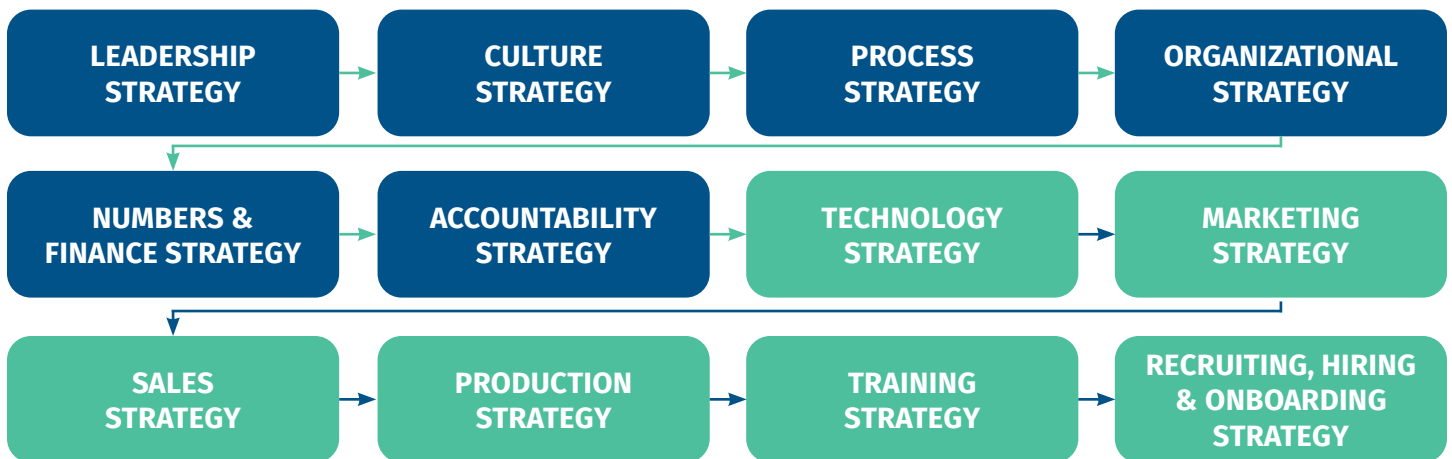 LEADERSHIP
STRATEGY
CULTURE
STRATEGY
PROCESS
STRATEGY
ORGANIZATIONAL
STRATEGY
NUMBERS &
FINANCE STRATEGY
ACCOUNTABILITY
STRATEGY
TECHNOLOGY
STRATEGY
MARKETING
STRATEGY
SALES
STRATEGY
PRODUCTION
STRATEGY
TRAINING
STRATEGY
RECRUITING, HIRING
& ONBOARDING
STRATEGY